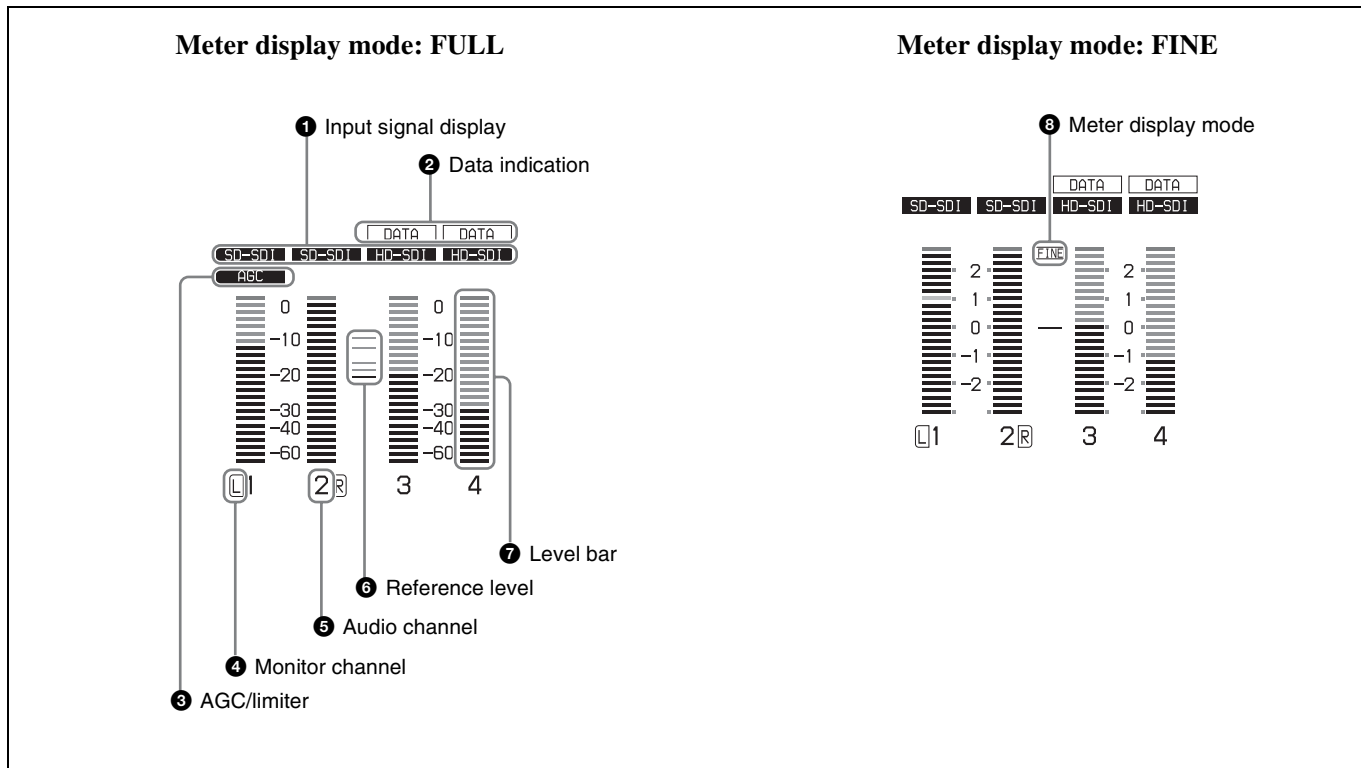 Meter display mode: FULL
❶ Input signal display
❷ Data indication
DATA DATA
SD-SDI SD-SDI HD-SDI HD-SDI
AGC
0 0
−10 −10
−20 −20
−30 −30
−40 −40
−60 −60
L 1 2 R 3 4
❼ Level bar
❻ Reference level
❺ Audio channel
❹ Monitor channel
❸ AGC/limiter
Meter display mode: FINE
❽ Meter display mode
DATA DATA
SD-SDI SD-SDI HD-SDI HD-SDI
FINE
2 2
1 1
0 0
−1 −1
−2 −2
L 1 2 R 3 4